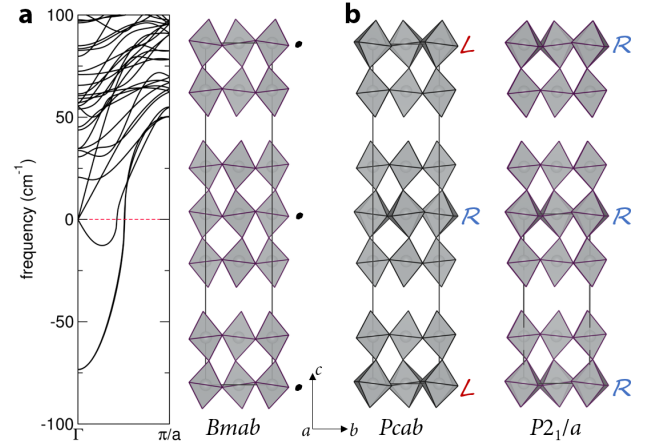 a
b
100
50
0
-50
-100
frequency (cm⁻¹)
Γ
π/a
L
R
L
R
R
R
c
a
b
Bmab
Pcab
P2₁/a